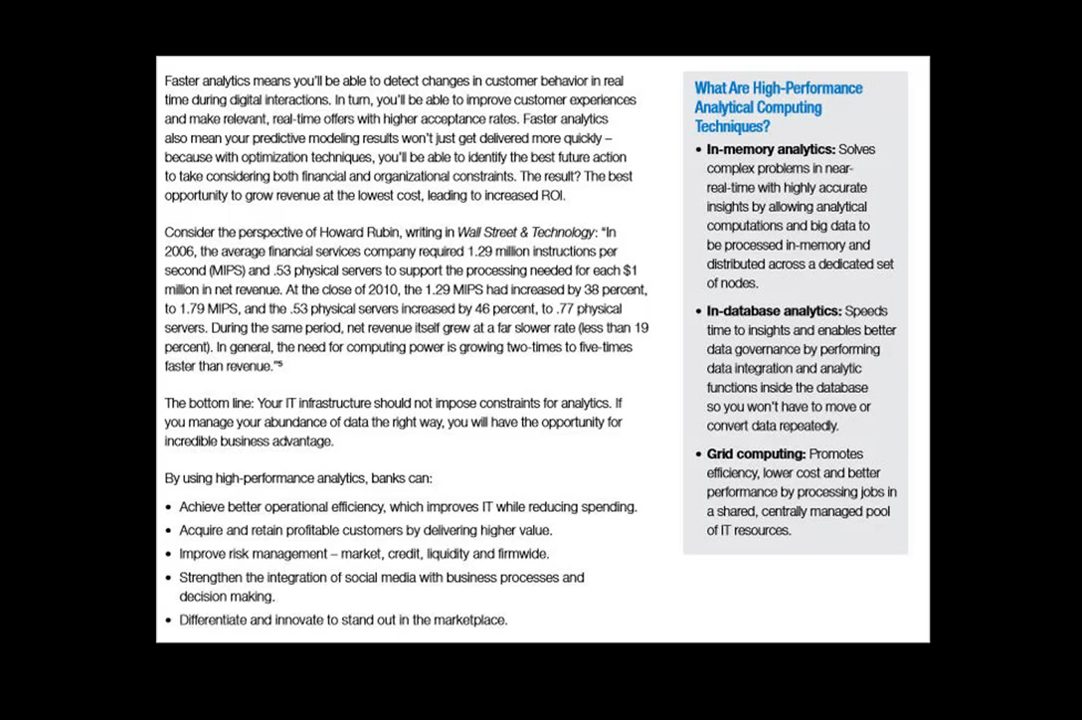 Faster analytics means you'll be able to detect changes in customer behavior in real
time during digital interactions. In turn, you'll be able to improve customer experiences
and make relevant, real-time offers with higher acceptance rates. Faster analytics
also mean your predictive modeling results won't just get delivered more quickly –
because with optimization techniques, you'll be able to identify the best future action
to take considering both financial and organizational constraints. The result? The best
opportunity to grow revenue at the lowest cost, leading to increased ROI.
Consider the perspective of Howard Rubin, writing in Wall Street & Technology: "In
2006, the average financial services company required 1.29 million instructions per
second (MIPS) and .53 physical servers to support the processing needed for each $1
million in net revenue. At the close of 2010, the 1.29 MIPS had increased by 38 percent,
to 1.79 MIPS, and the .53 physical servers increased by 46 percent, to .77 physical
servers. During the same period, net revenue itself grew at a far slower rate (less than 19
percent). In general, the need for computing power is growing two-times to five-times
faster than revenue."⁵
The bottom line: Your IT infrastructure should not impose constraints for analytics. If
you manage your abundance of data the right way, you will have the opportunity for
incredible business advantage.
By using high-performance analytics, banks can:
• Achieve better operational efficiency, which improves IT while reducing spending.
• Acquire and retain profitable customers by delivering higher value.
• Improve risk management – market, credit, liquidity and firmwide.
• Strengthen the integration of social media with business processes and
decision making.
• Differentiate and innovate to stand out in the marketplace.
What Are High-Performance
Analytical Computing
Techniques?
• In-memory analytics: Solves
complex problems in near-
real-time with highly accurate
insights by allowing analytical
computations and big data to
be processed in-memory and
distributed across a dedicated set
of nodes.
• In-database analytics: Speeds
time to insights and enables better
data governance by performing
data integration and analytic
functions inside the database
so you won't have to move or
convert data repeatedly.
• Grid computing: Promotes
efficiency, lower cost and better
performance by processing jobs in
a shared, centrally managed pool
of IT resources.